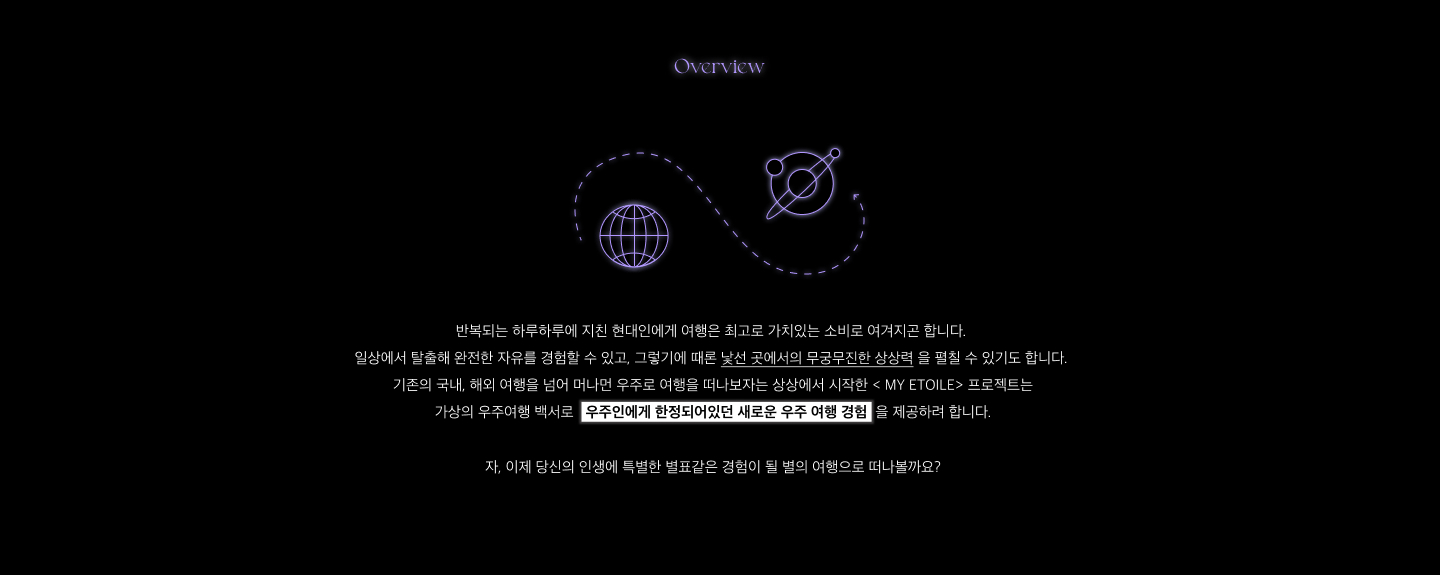 Overview
반복되는 하루하루에 지친 현대인에게 여행은 최고로 가치있는 소비로 여겨지곤 합니다.
일상에서 탈출해 완전한 자유를 경험할 수 있고, 그렇기에 때론 낯선 곳에서의 무궁무진한 상상력 을 펼칠 수 있기도 합니다.
기존의 국내, 해외 여행을 넘어 머나먼 우주로 여행을 떠나보자는 상상에서 시작한 < MY ETOILE> 프로젝트는
가상의 우주여행 백서로 우주인에게 한정되어있던 새로운 우주 여행 경험 을 제공하려 합니다.
자, 이제 당신의 인생에 특별한 별표같은 경험이 될 별의 여행으로 떠나볼까요?